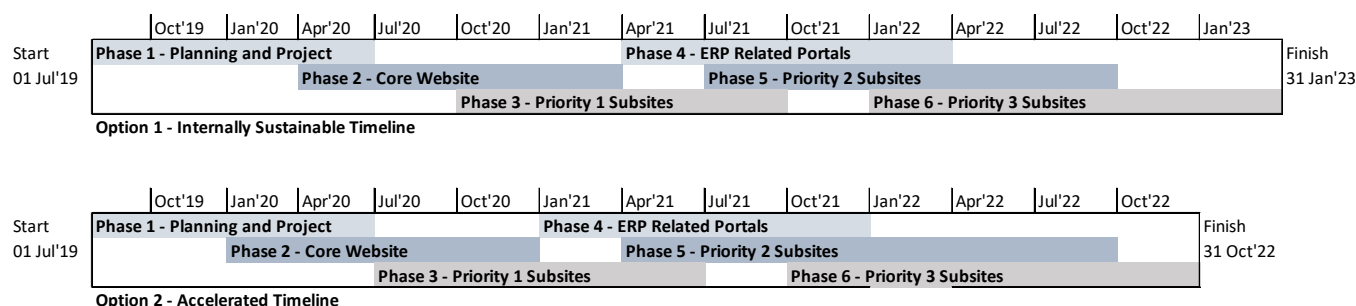 Oct'19 Jan'20 Apr'20 Jul'20 Oct'20 Jan'21 Apr'21 Jul'21 Oct'21 Jan'22 Apr'22 Jul'22 Oct'22 Jan'23
Start Phase 1 - Planning and Project Phase 4 - ERP Related Portals Finish
01 Jul'19 Phase 2 - Core Website Phase 5 - Priority 2 Subsites 31 Jan'23
Phase 3 - Priority 1 Subsites Phase 6 - Priority 3 Subsites
Option 1 - Internally Sustainable Timeline
Oct'19 Jan'20 Apr'20 Jul'20 Oct'20 Jan'21 Apr'21 Jul'21 Oct'21 Jan'22 Apr'22 Jul'22 Oct'22
Start Phase 1 - Planning and Project Phase 4 - ERP Related Portals Finish
01 Jul'19 Phase 2 - Core Website Phase 5 - Priority 2 Subsites 31 Oct'22
Phase 3 - Priority 1 Subsites Phase 6 - Priority 3 Subsites
Option 2 - Accelerated Timeline